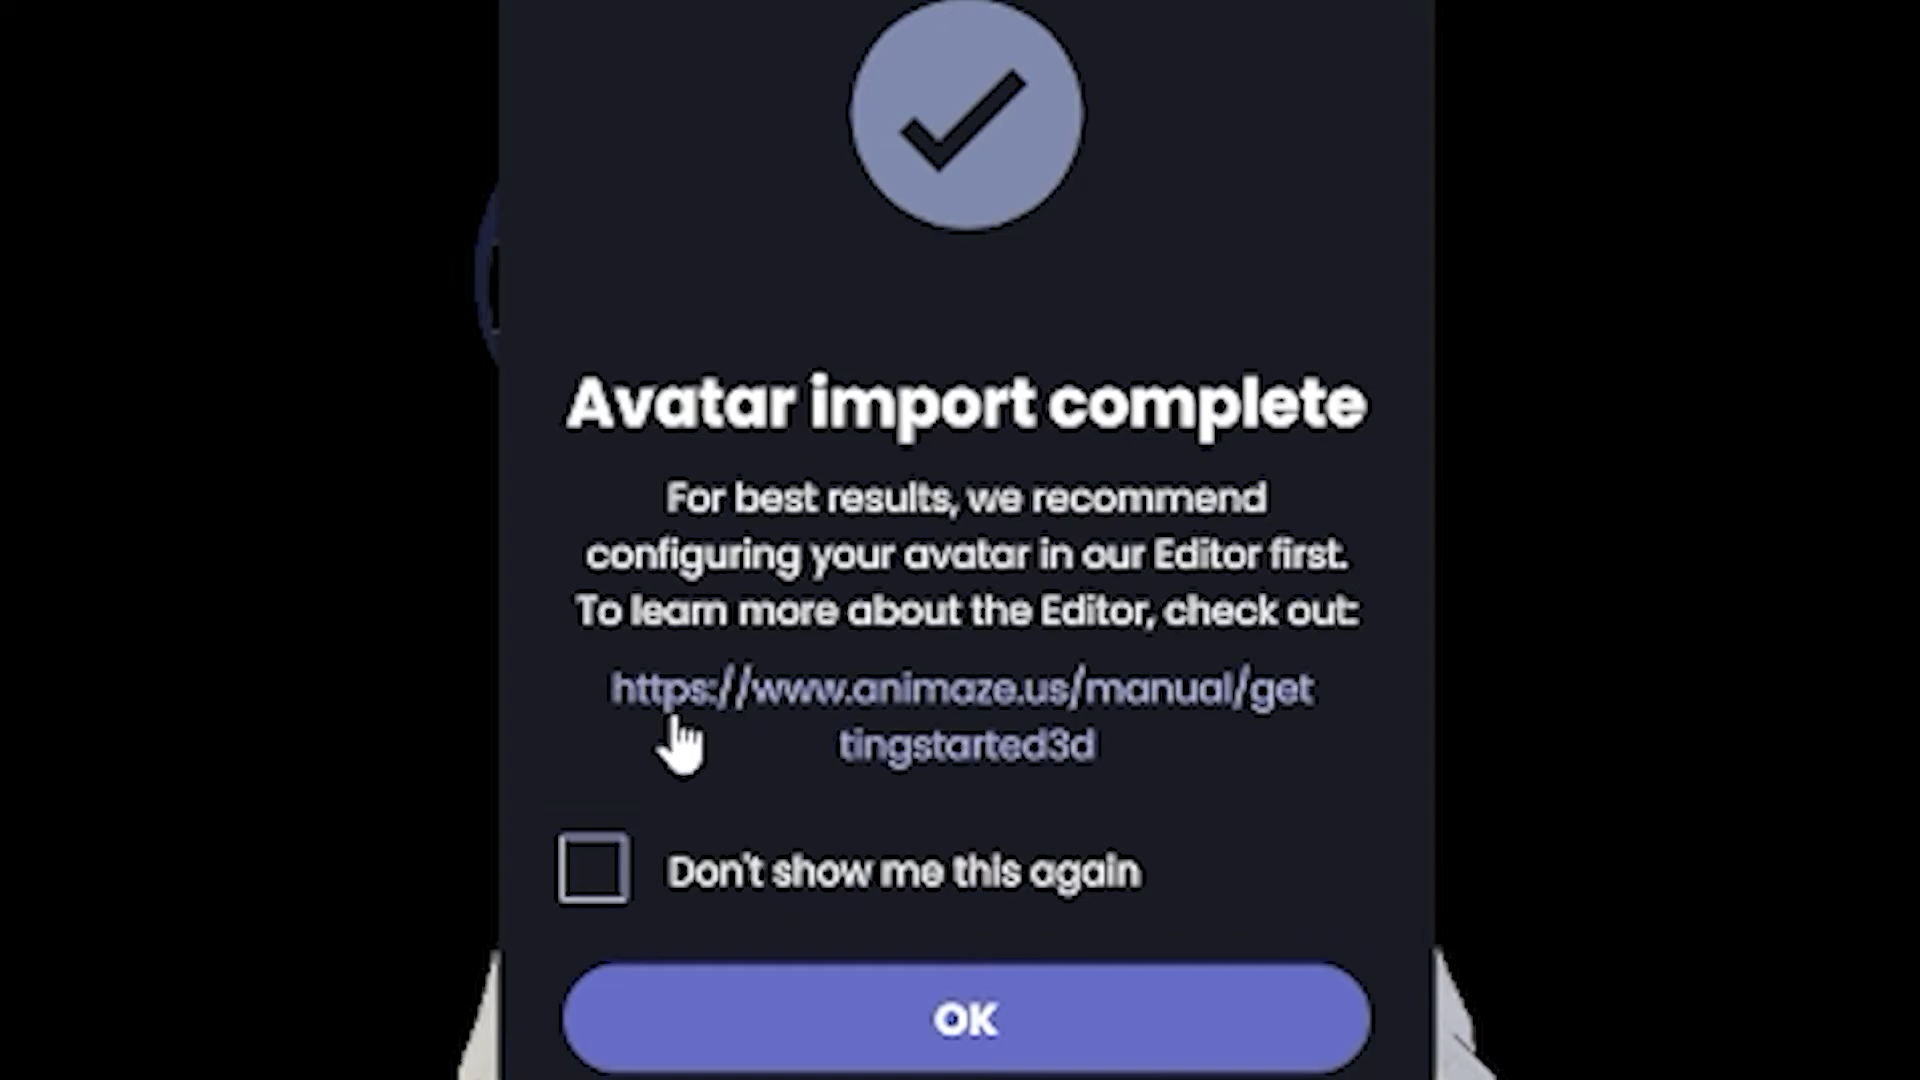 Avatar import complete
For best results, we recommend
configuring your avatar in our Editor first.
To learn more about the Editor, check out:
https://www.animaze.us/manual/get
tingstarted3d
Don't show me this again
OK